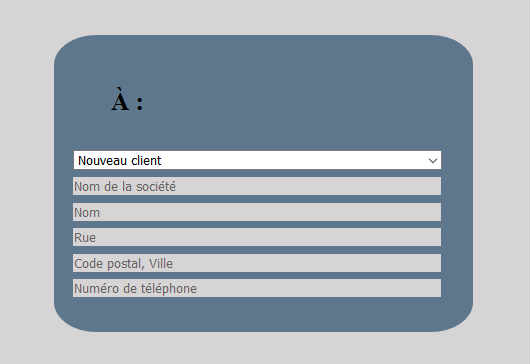 À :
Nouveau client
Nom de la société
Nom
Rue
Code postal, Ville
Numéro de téléphone